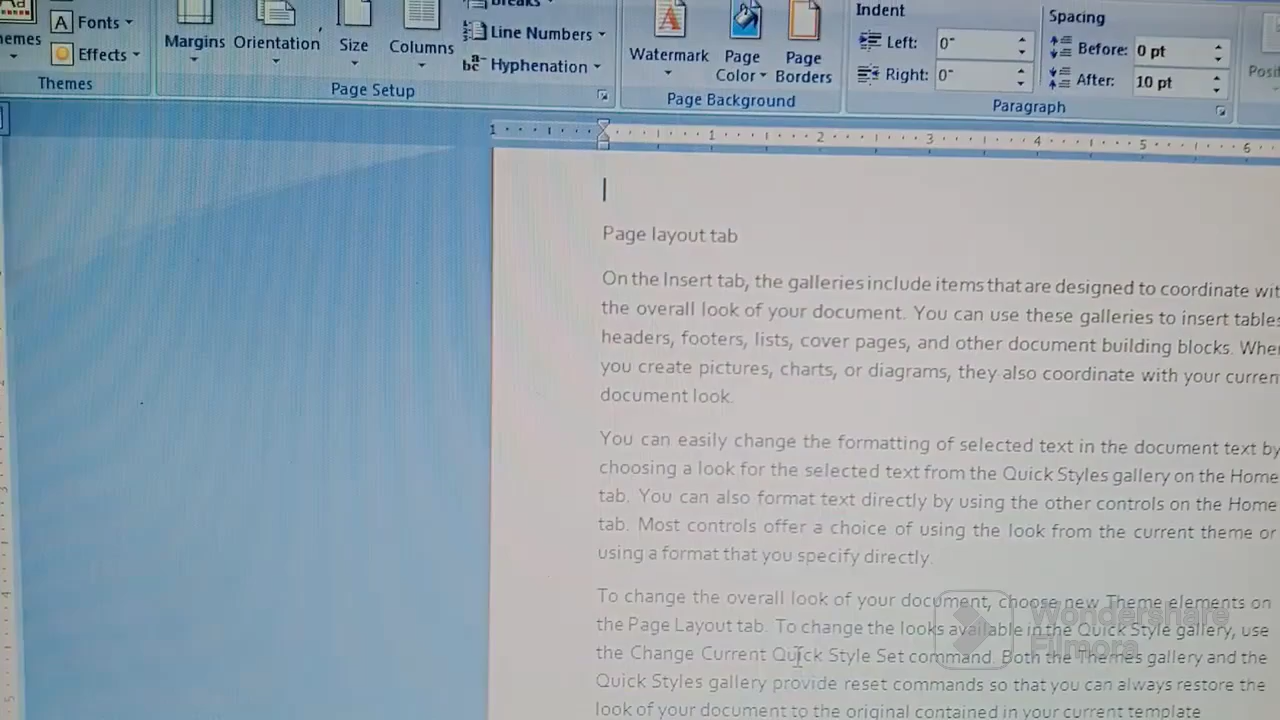 Fonts
Effects
Themes
Margins
Orientation
Size
Columns
Breaks
Line Numbers
Hyphenation
Page Setup
Watermark
Page Color
Page Borders
Page Background
Indent
Left: 0"
Right: 0"
Spacing
Before: 0 pt
After: 10 pt
Paragraph
1 1 2 3 4 5 6
Page layout tab
On the Insert tab, the galleries include items that are designed to coordinate
the overall look of your document. You can use these galleries to insert tables
headers, footers, lists, cover pages, and other document building blocks.
you create pictures, charts, or diagrams, they also coordinate with your
document look.
You can easily change the formatting of selected text in the document text by
choosing a look for the selected text from the Quick Styles gallery on the Home
tab. You can also format text directly by using the other controls on the Home
tab. Most controls offer a choice of using the look from the current theme or
using a format that you specify directly.
To change the overall look of your document, choose new Theme elements on
the Page Layout tab. To change the looks available in the Quick Style gallery, use
the Change Current Quick Style Set command. Both the Themes gallery and the
Quick Styles gallery provide reset commands so that you can always restore the
look of your document to the original contained in your current template
Wondershare
Filmora